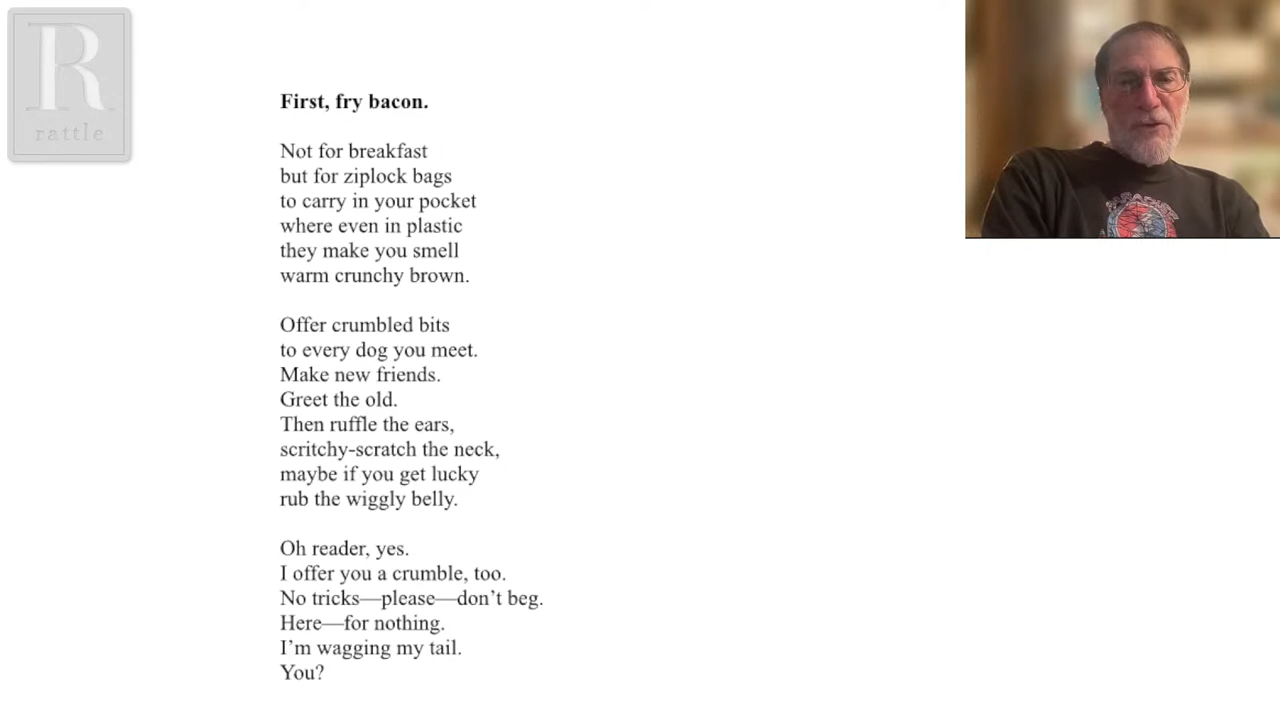 R
rattle
First, fry bacon.
Not for breakfast
but for ziplock bags
to carry in your pocket
where even in plastic
they make you smell
warm crunchy brown.
Offer crumbled bits
to every dog you meet.
Make new friends.
Greet the old.
Then ruffle the ears,
scritchy-scratch the neck,
maybe if you get lucky
rub the wiggly belly.
Oh reader, yes.
I offer you a crumble, too.
No tricks—please—don’t beg.
Here—for nothing.
I’m wagging my tail.
You?
PARADISE